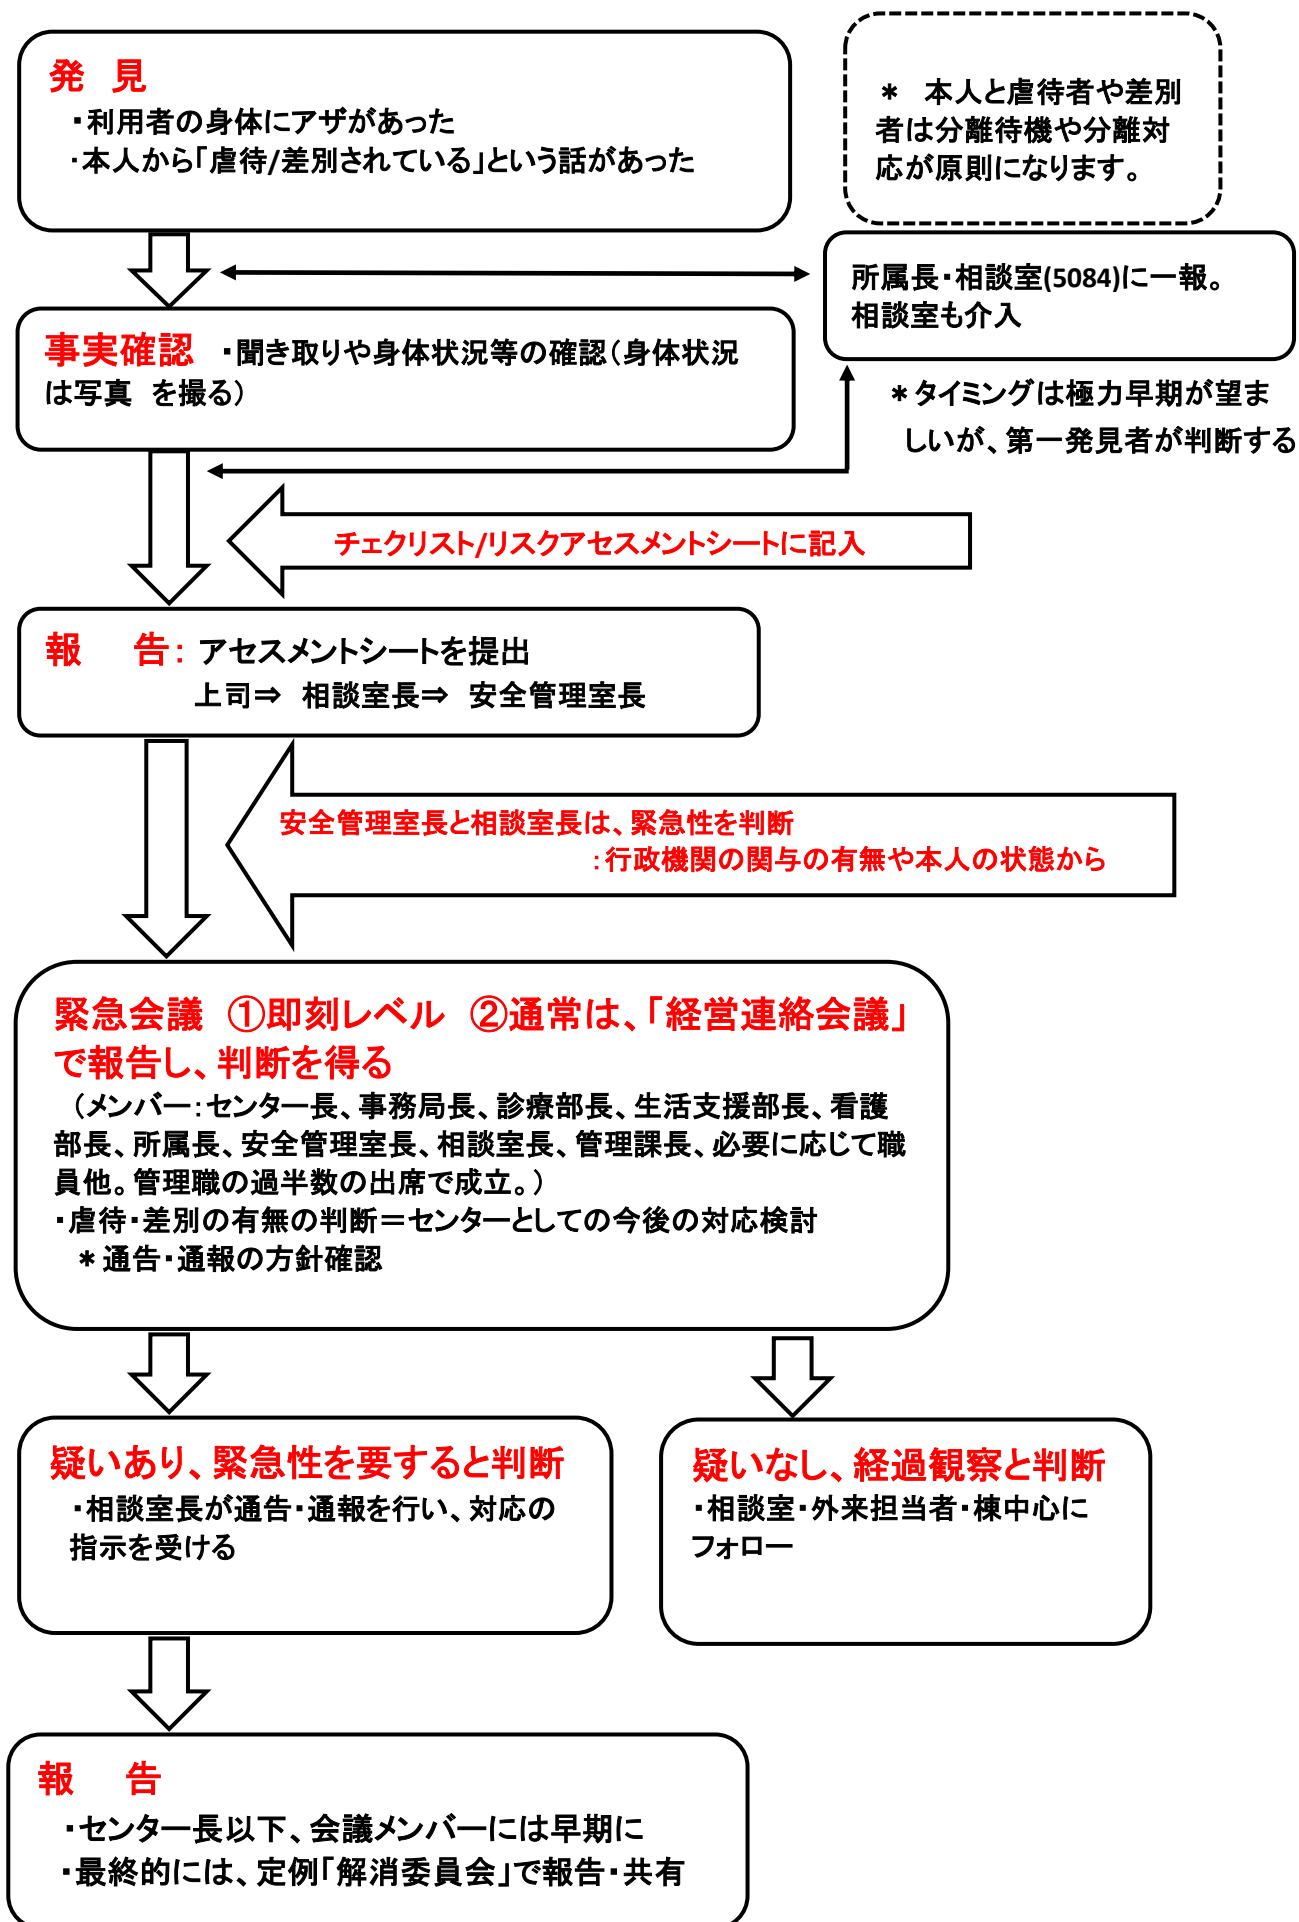 発　見
・利用者の身体にアザがあった
・本人から「虐待/差別されている」という話があった
＊　本人と虐待者や差別
者は分離待機や分離対
応が原則になります。
所属長・相談室(5084)に一報。
相談室も介入
事実確認　・聞き取りや身体状況等の確認（身体状況
は写真　を撮る）
＊タイミングは極力早期が望ま
しいが、第一発見者が判断する
チェクリスト/リスクアセスメントシートに記入
報　　告：アセスメントシートを提出
上司⇒　相談室長⇒　安全管理室長
安全管理室長と相談室長は、緊急性を判断
：行政機関の関与の有無や本人の状態から
緊急会議　①即刻レベル　②通常は、「経営連絡会議」
で報告し、判断を得る
（メンバー：センター長、事務局長、診療部長、生活支援部長、看護
部長、所属長、安全管理室長、相談室長、管理課長、必要に応じて職
員他。管理職の過半数の出席で成立。）
・虐待・差別の有無の判断＝センターとしての今後の対応検討
＊通告・通報の方針確認
疑いあり、緊急性を要すると判断
・相談室長が通告・通報を行い、対応の
指示を受ける
疑いなし、経過観察と判断
・相談室・外来担当者・棟中心に
フォロー
報　　告
・センター長以下、会議メンバーには早期に
・最終的には、定例「解消委員会」で報告・共有